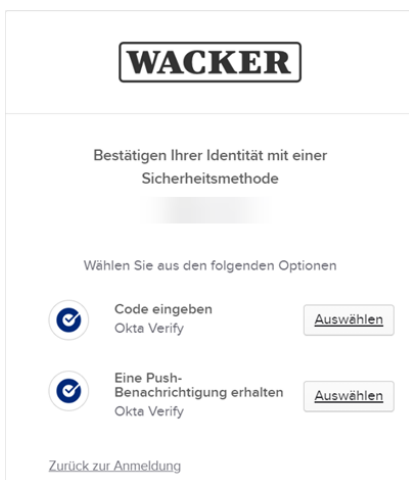 WACKER
Bestätigen Ihrer Identität mit einer
Sicherheitsmethode
Wählen Sie aus den folgenden Optionen
Code eingeben
Okta Verify
Auswählen
Eine Push-
Benachrichtigung erhalten
Okta Verify
Auswählen
Zurück zur Anmeldung